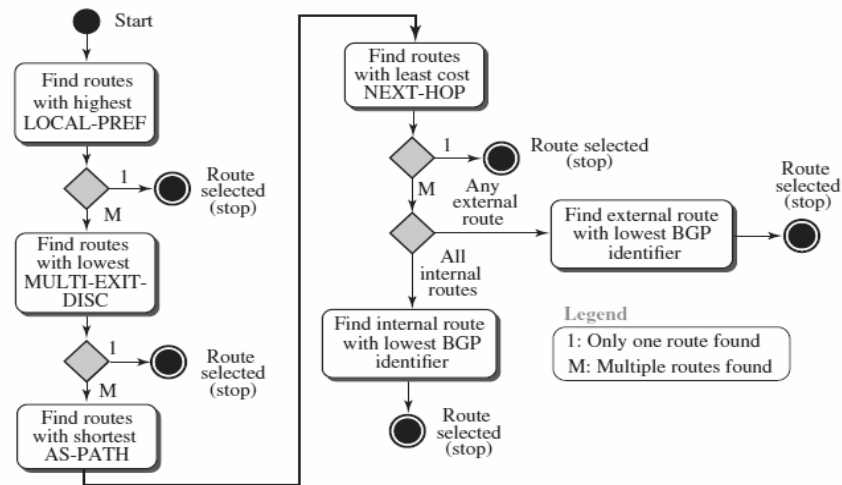 Start
Find routes
with highest
LOCAL-PREF
1
Route
selected
(stop)
M
Find routes
with lowest
MULTI-EXIT-
DISC
1
Route
selected
(stop)
M
Find routes
with shortest
AS-PATH
Find routes
with least cost
NEXT-HOP
1
Route selected
(stop)
M
Any
external
route
Find external route
with lowest BGP
identifier
Route
selected
(stop)
All
internal
routes
Find internal route
with lowest BGP
identifier
Route
selected
(stop)
Legend
1: Only one route found
M: Multiple routes found